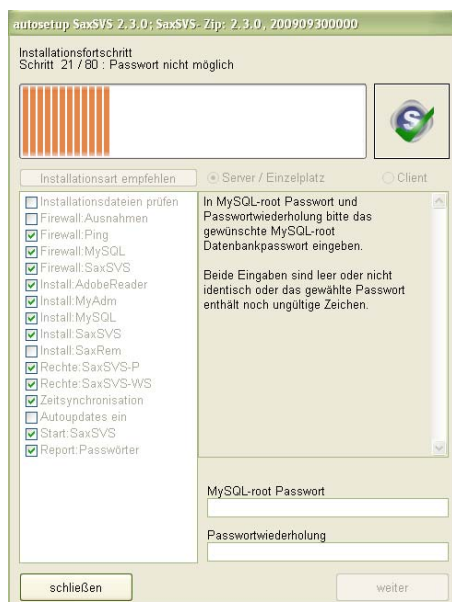 autosetup SaxSVS 2.3.0; SaxSVS- Zip: 2.3.0, 200909300000
Installationsfortschritt
Schritt 21 / 80 : Passwort nicht möglich
S
Installationsart empfehlen
Server / Einzelplatz
Client
Installationsdateien prüfen
Firewall:Ausnahmen
Firewall:Ping
Firewall:MySQL
Firewall:SaxSVS
Install:AdobeReader
Install:MyAdm
Install:MySQL
Install:SaxSVS
Install:SaxRem
Rechte:SaxSVS-P
Rechte:SaxSVS-WS
Zeitsynchronisation
Autoupdates ein
Start:SaxSVS
Report:Passwörter
In MySQL-root Passwort und
Passwortwiederholung bitte das
gewünschte MySQL-root
Datenbankpasswort eingeben.
Beide Eingaben sind leer oder nicht
identisch oder das gewählte Passwort
enthält noch ungültige Zeichen.
MySQL-root Passwort
Passwortwiederholung
schließen
weiter